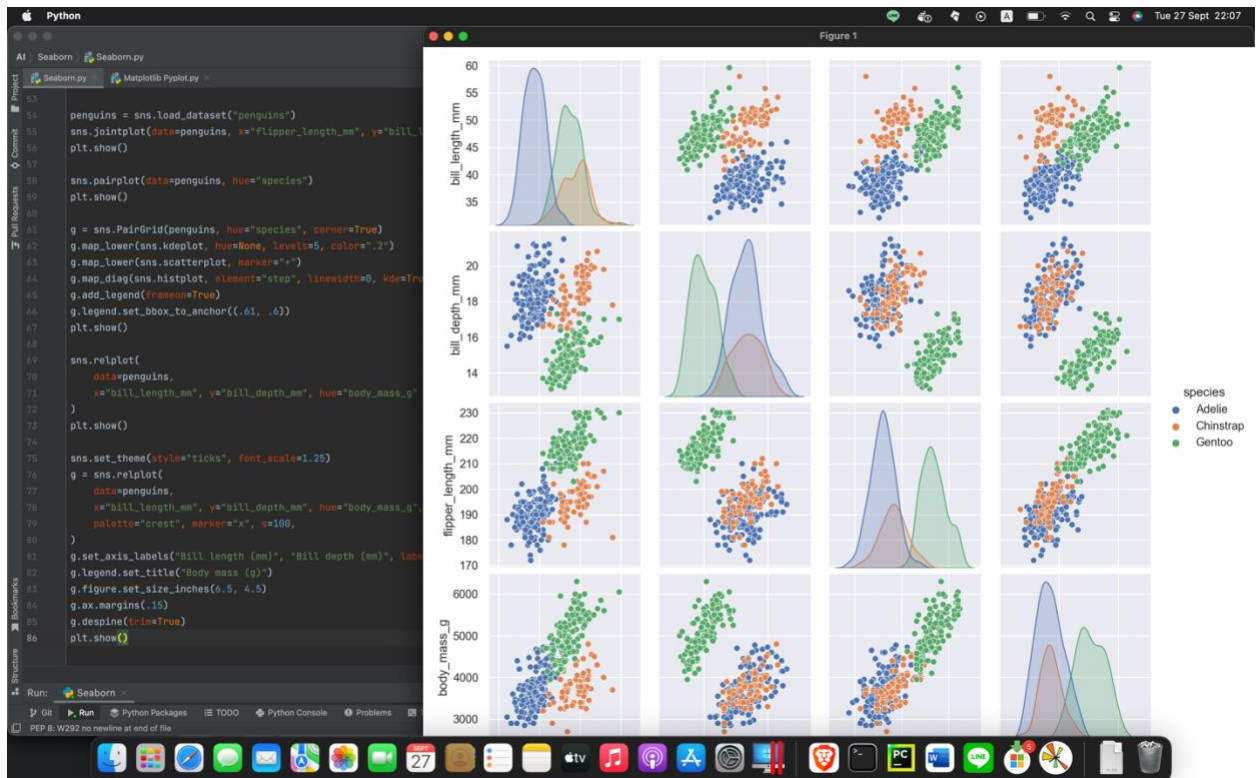 Python
Tue 27 Sept 22:07
AI Seaborn Seaborn.py
Seaborn.py Matplotlib Pyplot.py
Project
Commit
Pull Requests
Bookmarks
Structure
53
54 penguins = sns.load_dataset("penguins")
55 sns.jointplot(data=penguins, x="flipper_length_mm", y="bill_l
56 plt.show()
57
58 sns.pairplot(data=penguins, hue="species")
59 plt.show()
60
61 g = sns.PairGrid(penguins, hue="species", corner=True)
62 g.map_lower(sns.kdeplot, hue=None, levels=5, color=".2")
63 g.map_lower(sns.scatterplot, marker="+")
64 g.map_diag(sns.histplot, element="step", linewidth=0, kde=Tru
65 g.add_legend(frameon=True)
66 g.legend.set_bbox_to_anchor((.61, .6))
67 plt.show()
68
69 sns.relplot(
70 data=penguins,
71 x="bill_length_mm", y="bill_depth_mm", hue="body_mass_g"
72 )
73 plt.show()
74
75 sns.set_theme(style="ticks", font_scale=1.25)
76 g = sns.relplot(
77 data=penguins,
78 x="bill_length_mm", y="bill_depth_mm", hue="body_mass_g",
79 palette="crest", marker="x", s=100,
80 )
81 g.set_axis_labels("Bill length (mm)", "Bill depth (mm)", labe
82 g.legend.set_title("Body mass (g)")
83 g.figure.set_size_inches(6.5, 4.5)
84 g.ax.margins(.15)
85 g.despine(trim=True)
86 plt.show()
Run: Seaborn
Git Run Python Packages TODO Python Console Problems
PEP 8: W292 no newline at end of file
Figure 1
60
55
50
45
40
35
bill_length_mm
20
18
16
14
bill_depth_mm
230
220
210
200
190
180
170
flipper_length_mm
6000
5000
4000
3000
body_mass_g
species
Adelie
Chinstrap
Gentoo
SEPT
27
tv
PC
W
LINE
5